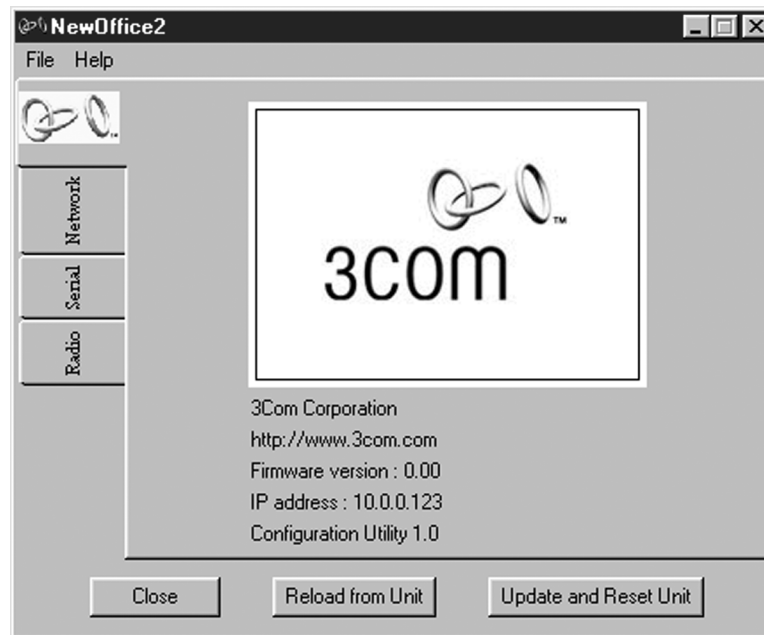 NewOffice2
File Help
Network
Serial
Radio
TM
3COM
TM
3Com Corporation
http://www.3com.com
Firmware version : 0.00
IP address : 10.0.0.123
Configuration Utility 1.0
Close Reload from Unit Update and Reset Unit